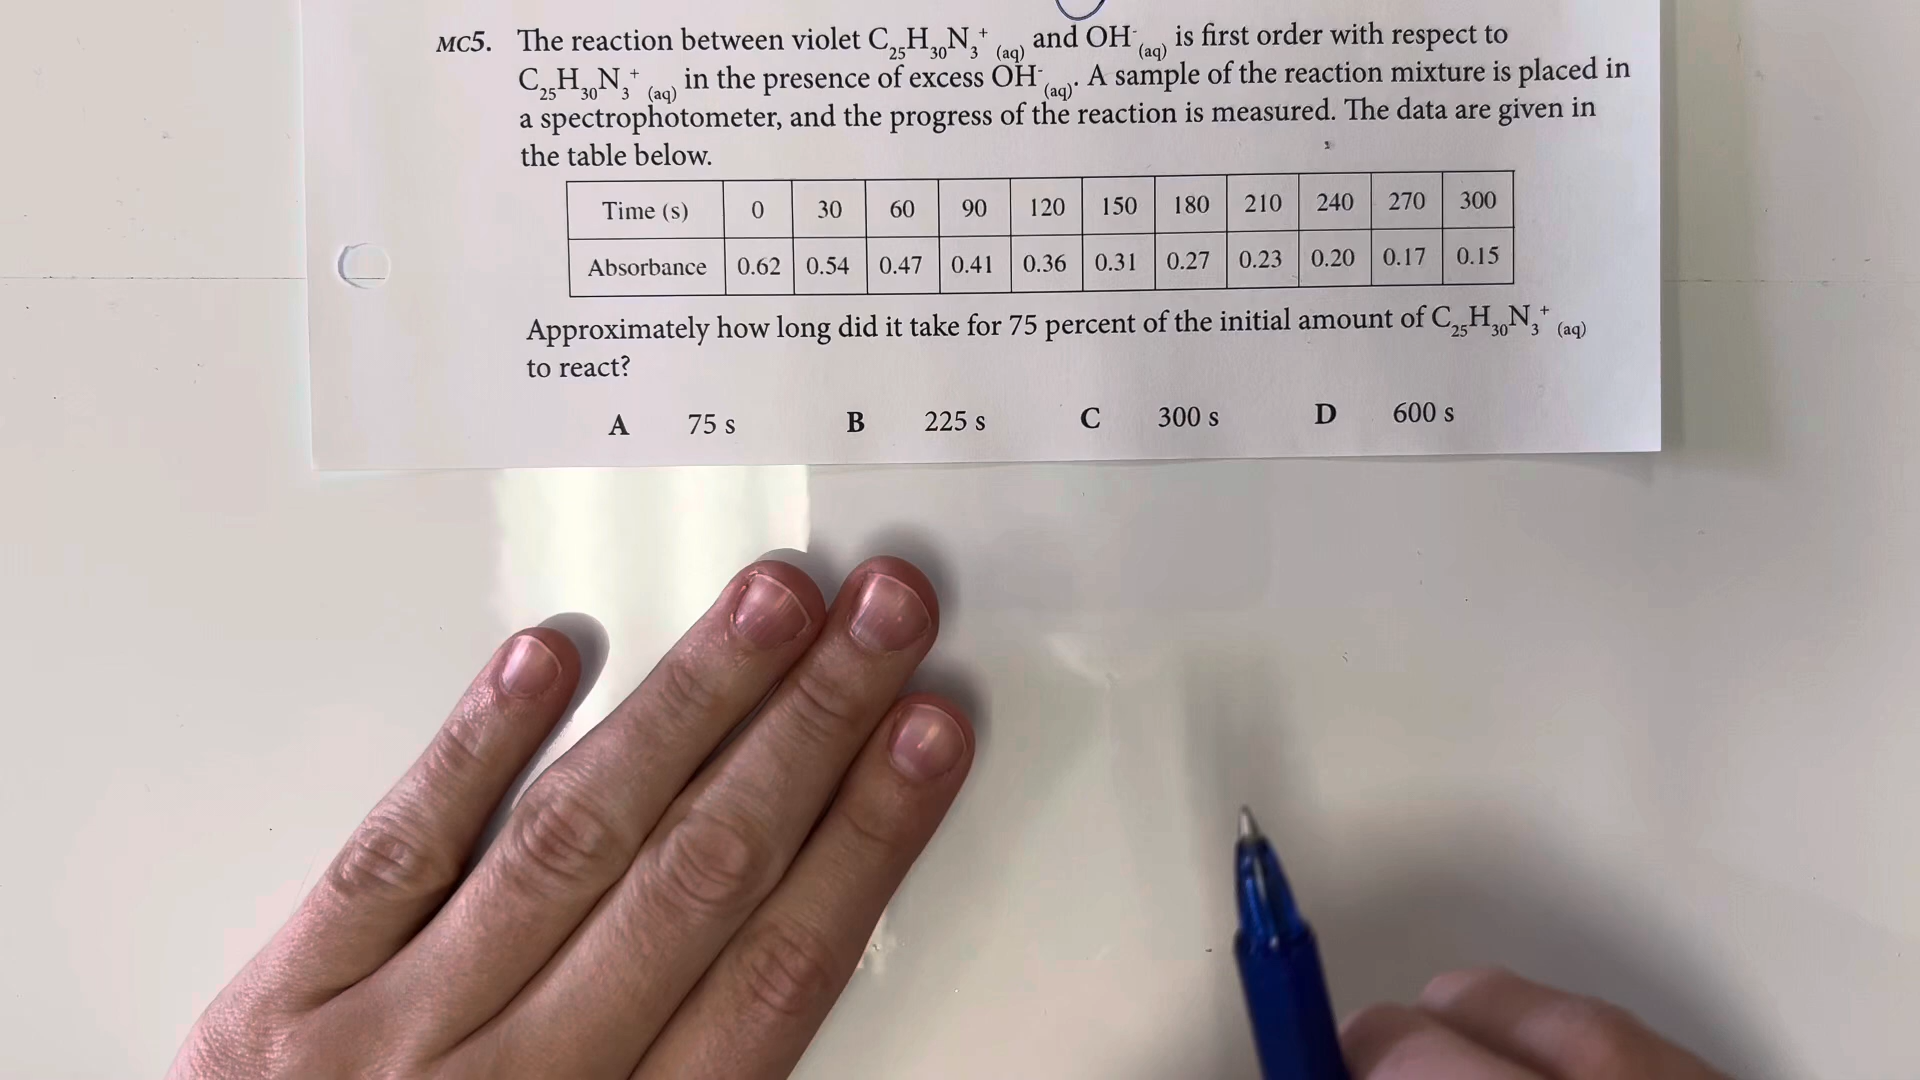 MC5. The reaction between violet C₂₅H₃₀N₃⁺ (aq) and OH⁻(aq) is first order with respect to
C₂₅H₃₀N₃⁺ (aq) in the presence of excess OH⁻(aq). A sample of the reaction mixture is placed in
a spectrophotometer, and the progress of the reaction is measured. The data are given in
the table below.
Time (s) 0 30 60 90 120 150 180 210 240 270 300
Absorbance 0.62 0.54 0.47 0.41 0.36 0.31 0.27 0.23 0.20 0.17 0.15
Approximately how long did it take for 75 percent of the initial amount of C₂₅H₃₀N₃⁺ (aq)
to react?
A 75 s B 225 s C 300 s D 600 s